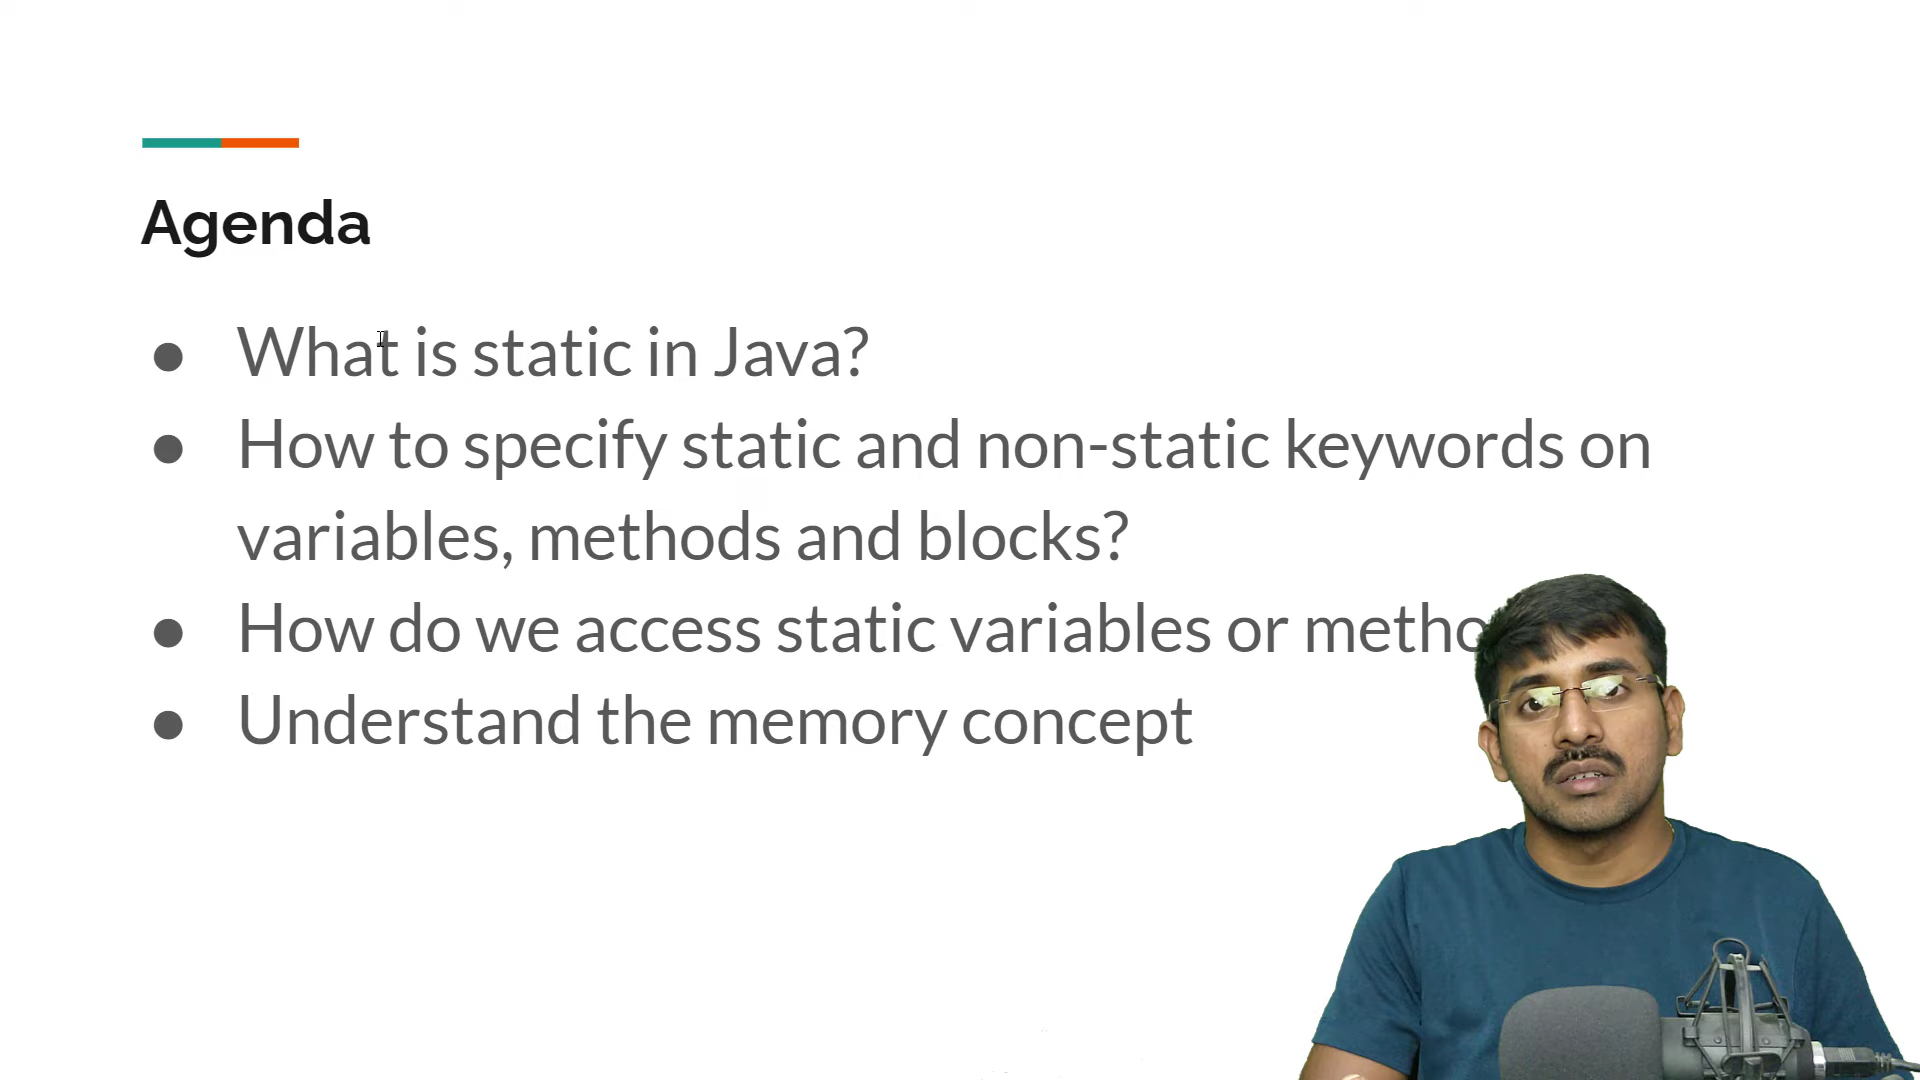 Agenda
● What is static in Java?
● How to specify static and non-static keywords on
variables, methods and blocks?
● How do we access static variables or
● Understand the memory concept